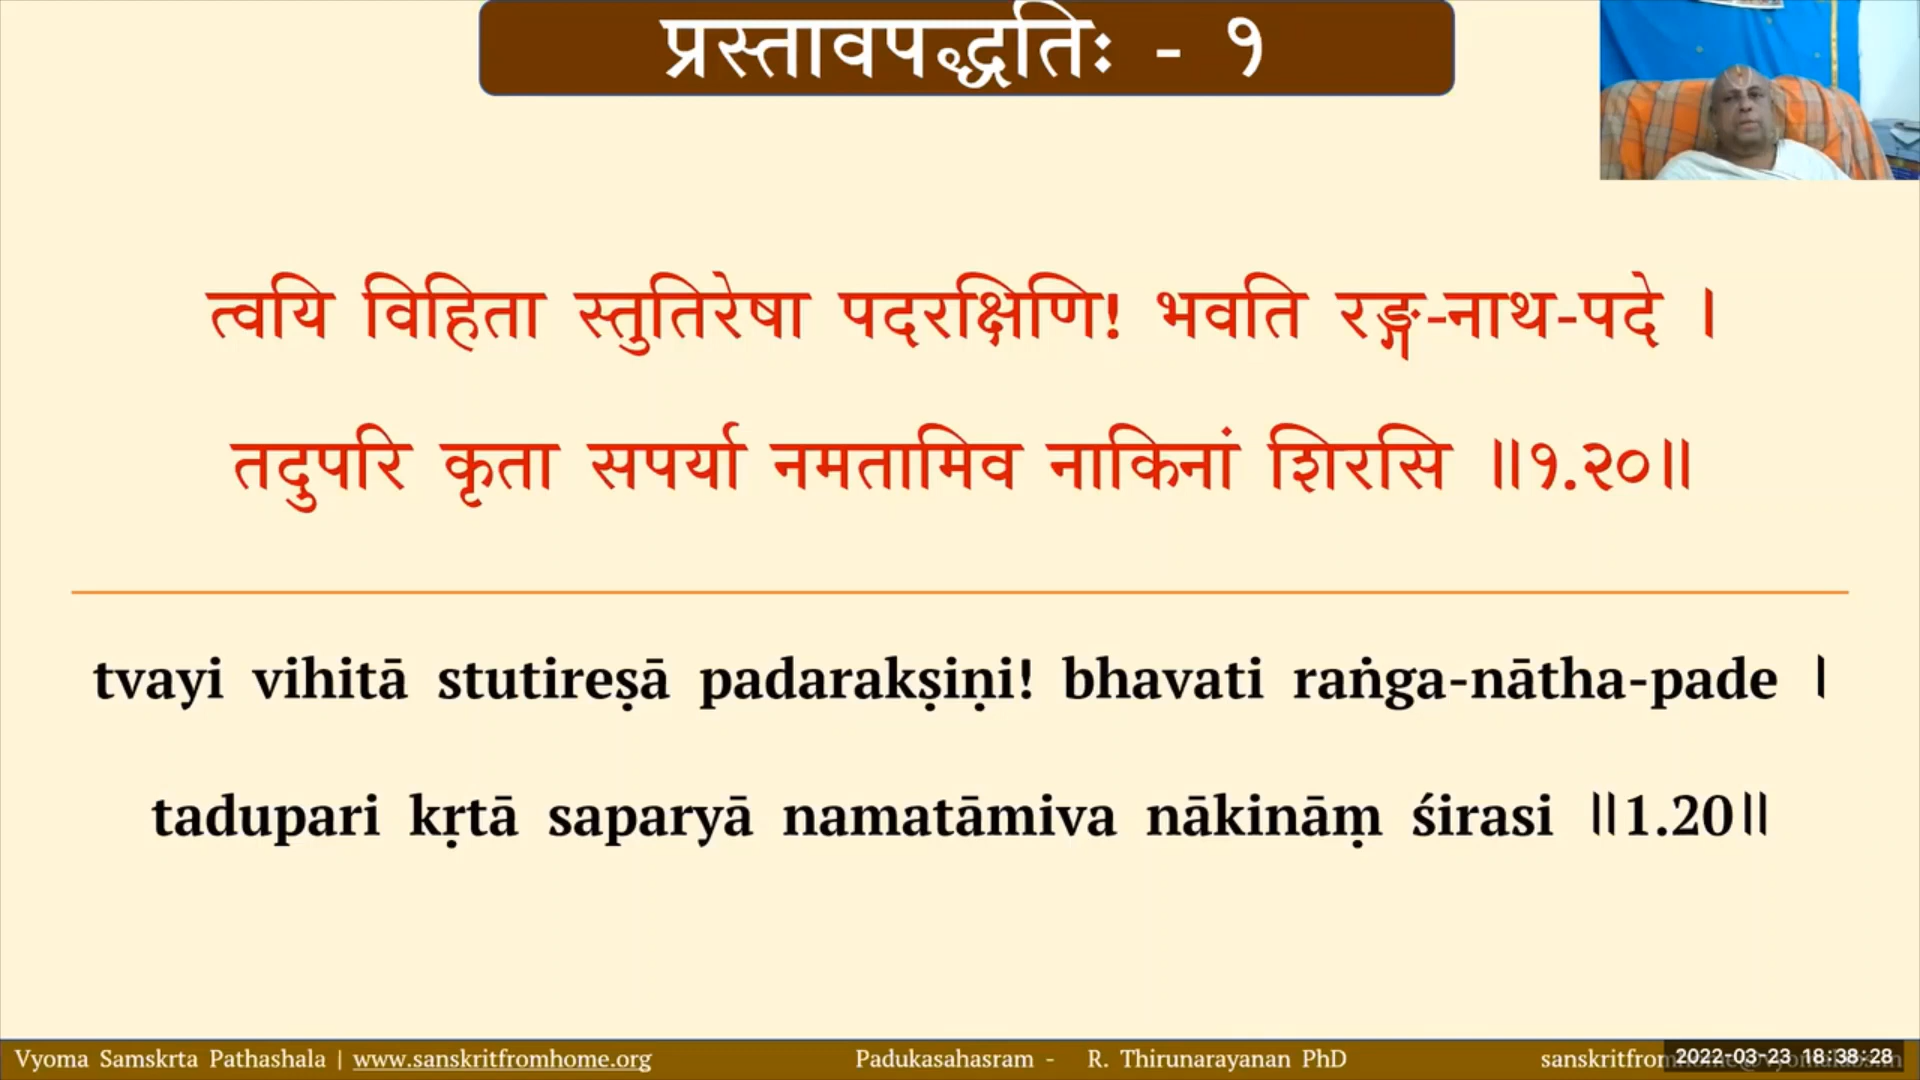 प्रस्तावपद्धतिः - १
त्वयि विहिता स्तुतिरेषा पदरक्षिणि! भवति रङ्ग-नाथ-पदे ।
तदुपरि कृता सपर्या नमतामिव नाकिनां शिरसि ॥१.२०॥
tvayi vihitā stutireṣā padarakṣiṇi! bhavati raṅga-nātha-pade ।
tadupari kṛtā saparyā namatāmiva nākināṃ śirasi ॥1.20॥
Vyoma Samskrta Pathashala | www.sanskritfromhome.org Padukasahasram - R. Thirunarayanan PhD 2022-03-23 18:38:28